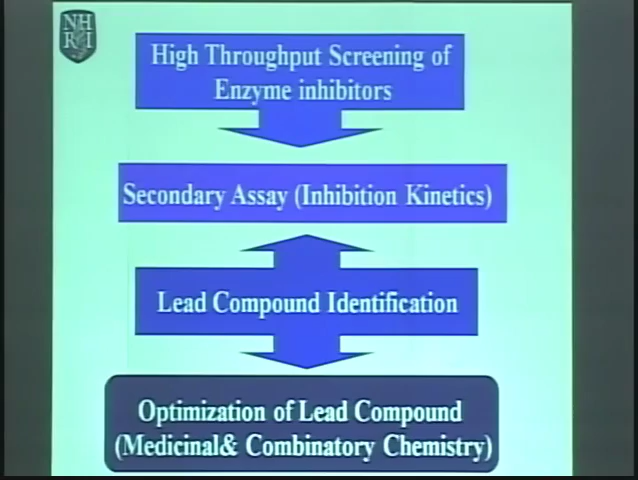 NH
RI
High Throughput Screening of
Enzyme inhibitors
Secondary Assay (Inhibition Kinetics)
Lead Compound Identification
Optimization of Lead Compound
(Medicinal& Combinatory Chemistry)